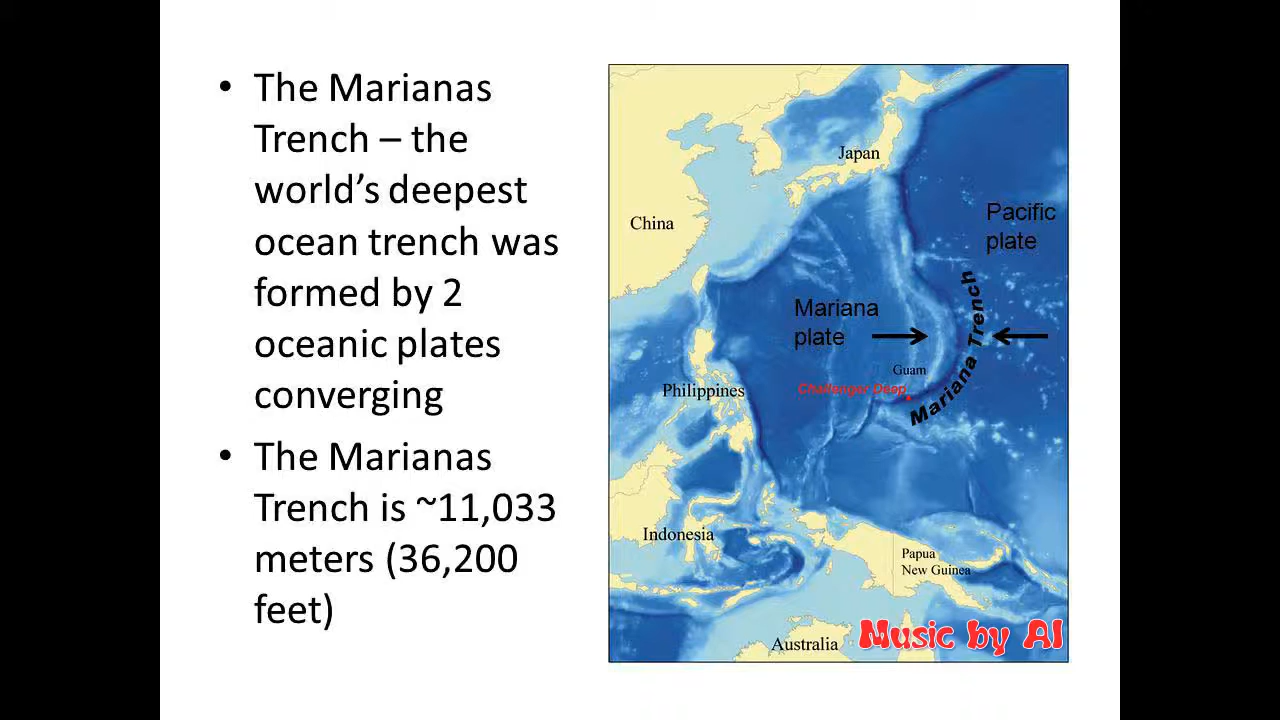 • The Marianas
Trench – the
world's deepest
ocean trench was
formed by 2
oceanic plates
converging
• The Marianas
Trench is ~11,033
meters (36,200
feet)
Japan
China
Pacific
plate
Mariana
plate
Mariana Trench
Guam
Challenger Deep
Philippines
Indonesia
Papua
New Guinea
Australia
Music by AI